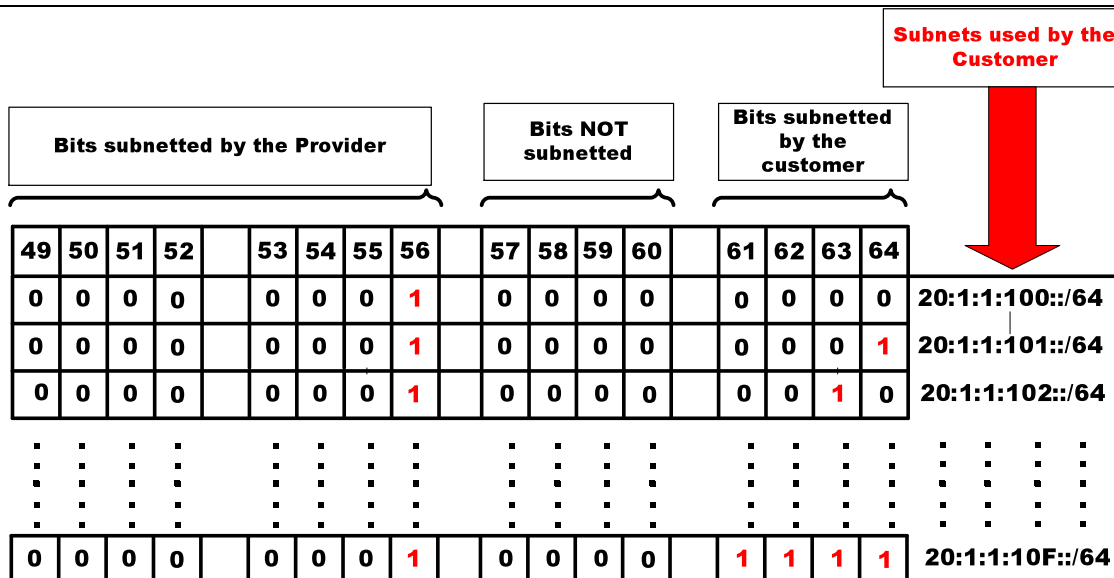 Subnets used by the
Customer
Bits subnetted by the Provider
Bits NOT
subnetted
Bits subnetted
by the
customer
49 50 51 52 53 54 55 56 57 58 59 60 61 62 63 64
0 0 0 0 0 0 0 1 0 0 0 0 0 0 0 0 20:1:1:100::/64
0 0 0 0 0 0 0 1 0 0 0 0 0 0 0 1 20:1:1:101::/64
0 0 0 0 0 0 0 1 0 0 0 0 0 0 1 0 20:1:1:102::/64
0 0 0 0 0 0 0 1 0 0 0 0 1 1 1 1 20:1:1:10F::/64